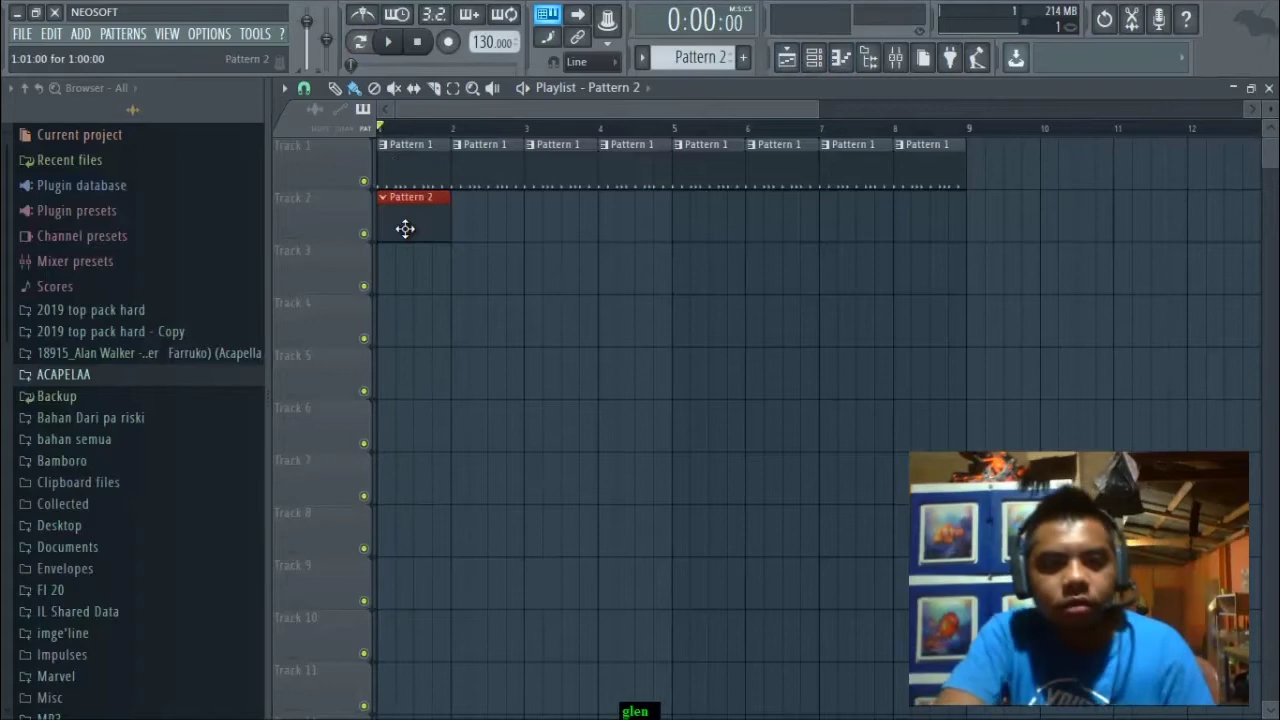 NEOSOFT
FILE EDIT ADD PATTERNS VIEW OPTIONS TOOLS ?
1:01:00 for 1:00:00 Pattern 2
3.2
130.000
Line
0:00:00
M:S:CS
Pattern 2
1 214 MB
1
Browser - All
Playlist - Pattern 2
Current project
Recent files
Plugin database
Plugin presets
Channel presets
Mixer presets
Scores
2019 top pack hard
2019 top pack hard - Copy
18915_Alan Walker -..er Farruko) (Acapella
ACAPELAA
Backup
Bahan Dari pa riski
bahan semua
Bamboro
Clipboard files
Collected
Desktop
Documents
Envelopes
Fl 20
IL Shared Data
imge'line
Impulses
Marvel
Misc
MP3
1 2 3 4 5 6 7 8 9 10 11 12
Track 1
Pattern 1 Pattern 1 Pattern 1 Pattern 1 Pattern 1 Pattern 1 Pattern 1 Pattern 1
Track 2
Pattern 2
Track 3
Track 4
Track 5
Track 6
Track 7
Track 8
Track 9
Track 10
Track 11
glen